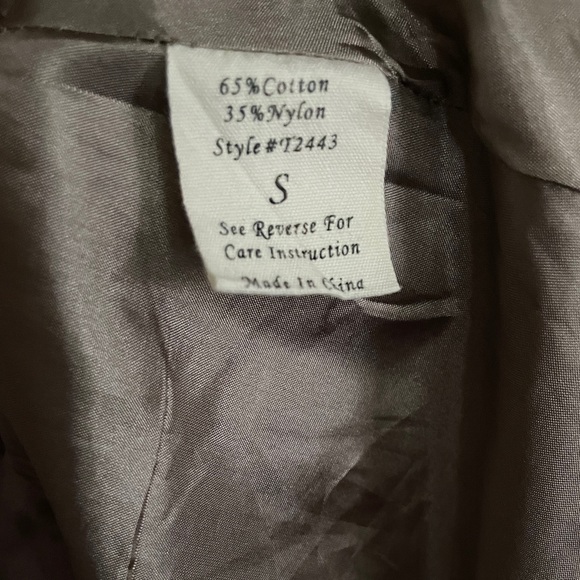 65%Cotton
35%Nylon
Style #T2443
S
See Reverse For
Care Instruction
Made In China